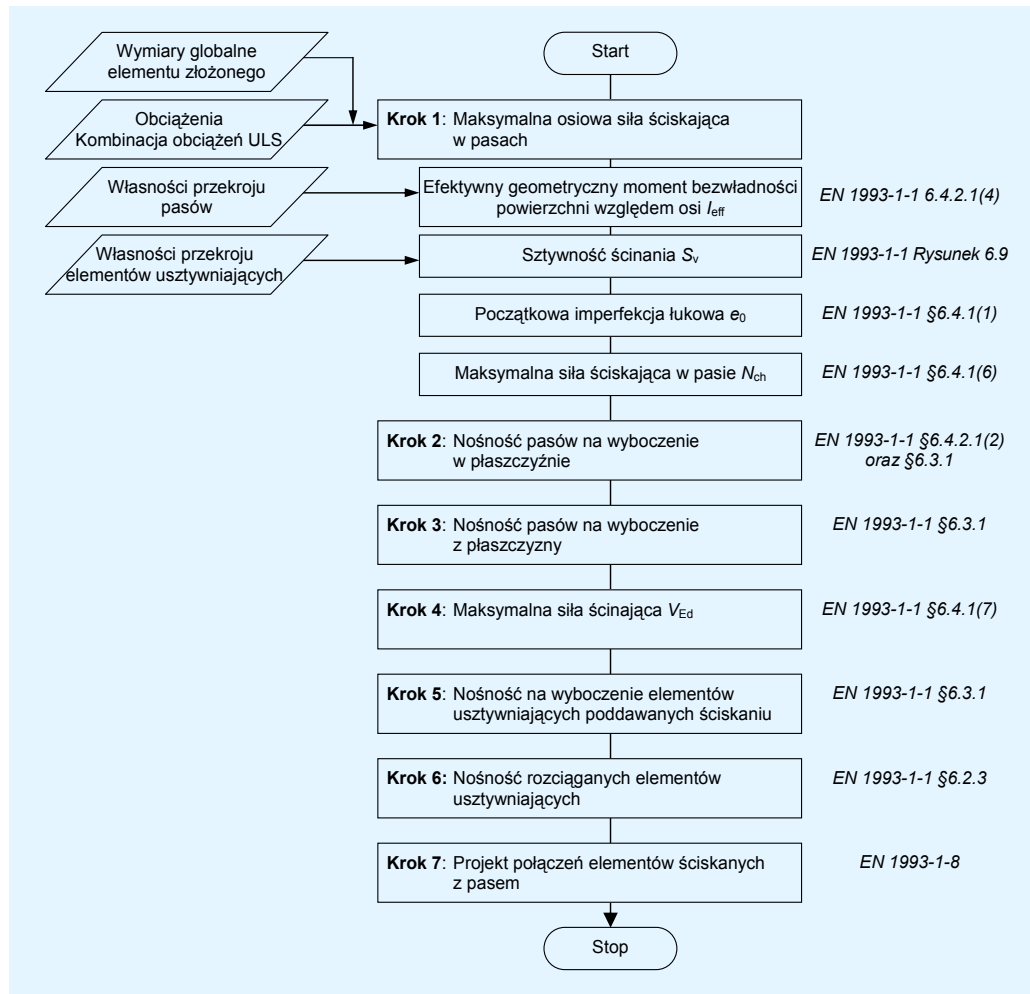 Wymiary globalne
elementu złożonego
Start
Obciążenia
Kombinacja obciążeń ULS
Krok 1: Maksymalna osiowa siła ściskająca
w pasach
Własności przekroju
pasów
Efektywny geometryczny moment bezwładności
powierzchni względem osi Ieff
EN 1993-1-1 6.4.2.1(4)
Własności przekroju
elementów usztywniających
Sztywność ścinania Sv
EN 1993-1-1 Rysunek 6.9
Początkowa imperfekcja łukowa e0
EN 1993-1-1 §6.4.1(1)
Maksymalna siła ściskająca w pasie Nch
EN 1993-1-1 §6.4.1(6)
Krok 2: Nośność pasów na wyboczenie
w płaszczyźnie
EN 1993-1-1 §6.4.2.1(2)
oraz §6.3.1
Krok 3: Nośność pasów na wyboczenie
z płaszczyzny
EN 1993-1-1 §6.3.1
Krok 4: Maksymalna siła ścinająca VEd
EN 1993-1-1 §6.4.1(7)
Krok 5: Nośność na wyboczenie elementów
usztywniających poddawanych ściskaniu
EN 1993-1-1 §6.3.1
Krok 6: Nośność rozciąganych elementów
usztywniających
EN 1993-1-1 §6.2.3
Krok 7: Projekt połączeń elementów ściskanych
z pasem
EN 1993-1-8
Stop